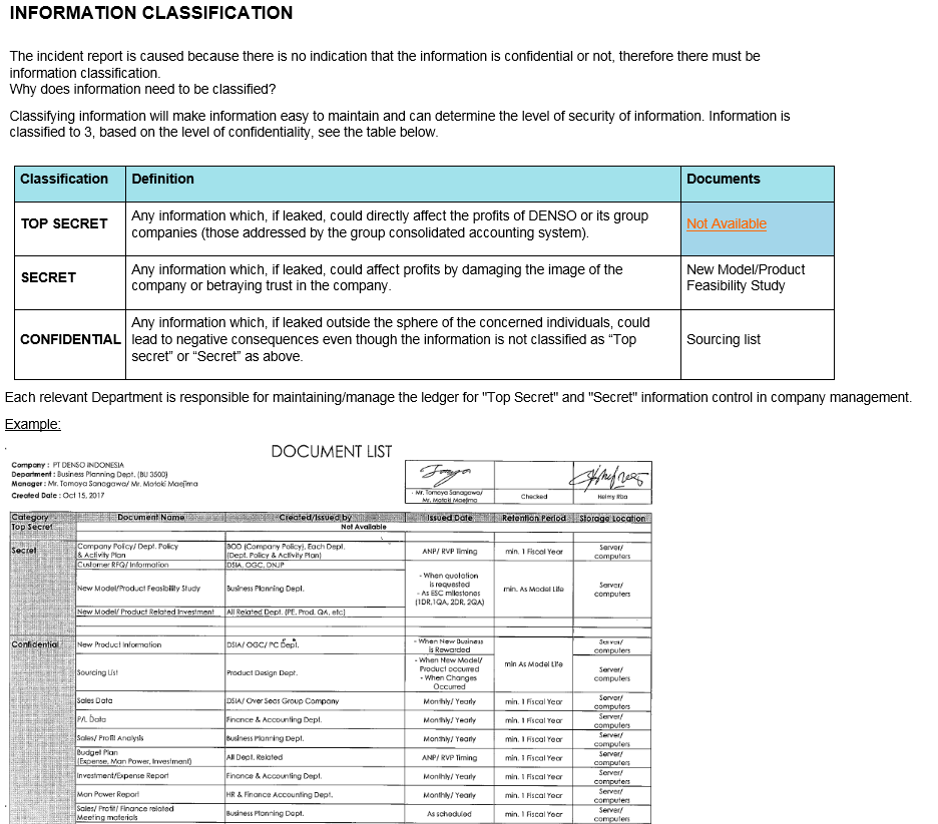 INFORMATION CLASSIFICATION
The incident report is caused because there is no indication that the information is confidential or not, therefore there must be
information classification.
Why does information need to be classified?
Classifying information will make information easy to maintain and can determine the level of security of information. Information is
classified to 3, based on the level of confidentiality, see the table below.
Classification Definition Documents
TOP SECRET Any information which, if leaked, could directly affect the profits of DENSO or its group
companies (those addressed by the group consolidated accounting system). Not Available
SECRET Any information which, if leaked, could affect profits by damaging the image of the
company or betraying trust in the company. New Model/Product
Feasibility Study
CONFIDENTIAL Any information which, if leaked outside the sphere of the concerned individuals, could
lead to negative consequences even though the information is not classified as “Top
secret” or “Secret” as above. Sourcing list
Each relevant Department is responsible for maintaining/manage the ledger for "Top Secret" and "Secret" information control in company management.
Example:
DOCUMENT LIST
Company : PT DENSO INDONESIA
Department : Business Planning Dept. (BU 3500)
Manager : Mr. Tomoya Sanagawa/ Mr. Motoki Maejima
Created Date : Oct 15, 2017
Mr. Tomoya Sanagawa/
Mr. Motoki Maejima
Checked
Category Document Name Created/Issued by Issued Date Retention Period Storage Location
Top Secret Not Available
Secret Company Policy/ Dept. Policy
& Activity Plan
BOD (Company Policy), Each Dept.
(Dept. Policy & Activity Plan)
ANP/ RVP Timing min. 1 Fiscal Year Server/
computers
Customer RFQ/ Information DSIA, OGC, DNJP
New Model/Product Feasibility Study Business Planning Dept.
- When quotation
is requested
- As ESC milestones
(1DR,1QA, 2DR, 2QA)
min. As Model Life Server/
computers
New Model/ Product Related Investment All Related Dept. (PE, Prod, QA, etc)
Confidential New Product Information DSIA/ OGC/ PC Dept.
- When New Business
is Rewarded
Server/
computers
Sourcing List Product Design Dept.
- When New Model/
Product occurred
- When Changes
Occurred
min As Model Life
Server/
computers
Sales Data DSIA/ Over Seas Group Company Monthly/ Yearly min. 1 Fiscal Year Server/
computers
P/L Data Finance & Accounting Dept. Monthly/ Yearly min. 1 Fiscal Year Server/
computers
Sales/ Profit Analysis Business Planning Dept. Monthly/ Yearly min. 1 Fiscal Year Server/
computers
Budget Plan
(Expense, Man Power, Investment) All Dept. Related ANP/ RVP Timing min. 1 Fiscal Year Server/
computers
Investment/Expense Report Finance & Accounting Dept. Monthly/ Yearly min. 1 Fiscal Year Server/
computers
Man Power Report HR & Finance Accounting Dept. Monthly/ Yearly min. 1 Fiscal Year Server/
computers
Sales/ Profit/ Finance related
Meeting materials Business Planning Dept. As scheduled min. 1 Fiscal Year Server/
computers